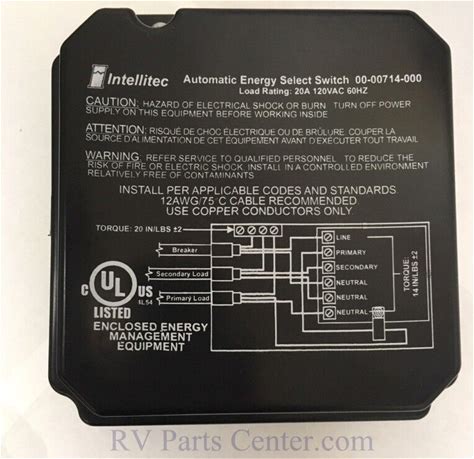 Intellitec Automatic Energy Select Switch 00-00714-000
Load Rating: 20A 120VAC 60HZ
CAUTION: HAZARD OF ELECTRICAL SHOCK OR BURN TURN OFF POWER
SUPPLY ON THIS EQUIPMENT BEFORE WORKING INSIDE
ATTENTION: RISQUÉ DE CHOC ÉLECTRIQUE OU DE BRÛLURE. COUPER LA
SOURCE D'ALIMENTATION DE CET EQUIPEMENT AVANT D'EXÉCUTER TOUT TRAVAIL
WARNING: REFER SERVICE TO QUALIFIED PERSONNEL TO REDUCE THE
RISK OF FIRE OR ELECTRIC SHOCK, INSTALL IN A CONTROLLED ENVIRONMENT
RELATIVELY FREE OF CONTAMINANTS
INSTALL PER APPLICABLE CODES AND STANDARDS
12AWG/75 C CABLE RECOMMENDED
USE COPPER CONDUCTORS ONLY
TORQUE: 20 IN/LBS ±2
Breaker
Secondary Load
Primary Load
LINE
PRIMARY
SECONDARY
NEUTRAL
NEUTRAL
NEUTRAL
TORQUE:
14 IN/LBS ±2
C UL US
LISTED
ENCLOSED ENERGY
MANAGEMENT
EQUIPMENT
RV Parts Center.com